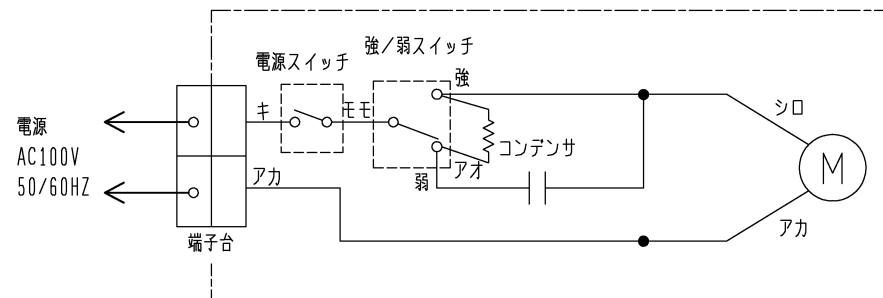 強/弱スイッチ
電源スイッチ
強
キ
モモ
シロ
電源
AC100V
50/60HZ
コンデンサ
アオ
アカ
弱
M
端子台
アカ